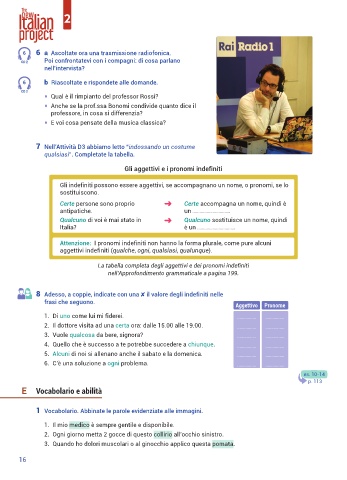 The
new
Italian
project
2
Rai Radio 1
6
CD 2
6 a Ascoltate ora una trasmissione radiofonica.
Poi confrontatevi con i compagni: di cosa parlano
nell'intervista?
6
CD 2
b Riascoltate e rispondete alle domande.
Qual è il rimpianto del professor Rossi?
Anche se la prof.ssa Bonomi condivide quanto dice il
professore, in cosa si differenzia?
E voi cosa pensate della musica classica?
7 Nell'Attività D3 abbiamo letto "indossando un costume
qualsiasi". Completate la tabella.
Gli aggettivi e i pronomi indefiniti
Gli indefiniti possono essere aggettivi, se accompagnano un nome, o pronomi, se lo
sostituiscono.
Certe persone sono proprio
antipatiche.
➜ Certe accompagna un nome, quindi è
un ........................
Qualcuno di voi è mai stato in
Italia?
➜ Qualcuno sostituisce un nome, quindi
è un ........................
Attenzione: i pronomi indefiniti non hanno la forma plurale, come pure alcuni
aggettivi indefiniti (qualche, ogni, qualsiasi, qualunque).
La tabella completa degli aggettivi e dei pronomi indefiniti
nell'Approfondimento grammaticale a pagina 199.
8 Adesso, a coppie, indicate con una ✗ il valore degli indefiniti nelle
frasi che seguono.
Aggettivo Pronome
1. Di uno come lui mi fiderei.
2. Il dottore visita ad una certa ora: dalle 15.00 alle 19.00.
3. Vuole qualcosa da bere, signora?
4. Quello che è successo a te potrebbe succedere a chiunque.
5. Alcuni di noi si allenano anche il sabato e la domenica.
6. C'è una soluzione a ogni problema.
es. 10-14
p. 113
E Vocabolario e abilità
1 Vocabolario. Abbinate le parole evidenziate alle immagini.
1. Il mio medico è sempre gentile e disponibile.
2. Ogni giorno metta 2 gocce di questo collirio all'occhio sinistro.
3. Quando ho dolori muscolari o al ginocchio applico questa pomata.
16